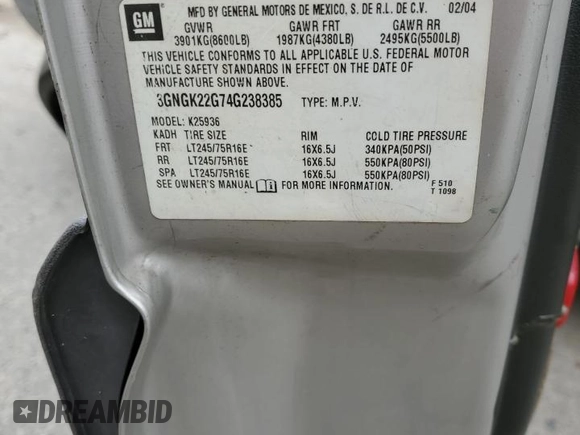 GM
MFD BY GENERAL MOTORS DE MEXICO, S. DE R.L. DE C.V. 02/04
GVWR GAWR FRT GAWR RR
3901KG(8600LB) 1987KG(4380LB) 2495KG(5500LB)
THIS VEHICLE CONFORMS TO ALL APPLICABLE U.S. FEDERAL MOTOR
VEHICLE SAFETY STANDARDS IN EFFECT ON THE DATE OF
MANUFACTURE SHOWN ABOVE.
3GNGK22G74G238385 TYPE: M.P.V.
MODEL: K25936
KADH TIRE SIZE RIM COLD TIRE PRESSURE
FRT LT245/75R16E 16X6.5J 340KPA(50PSI)
RR LT245/75R16E 16X6.5J 550KPA(80PSI)
SPA LT245/75R16E 16X6.5J 550KPA(80PSI)
SEE OWNER'S MANUAL FOR MORE INFORMATION. F 510
T 1098
DREAMBID